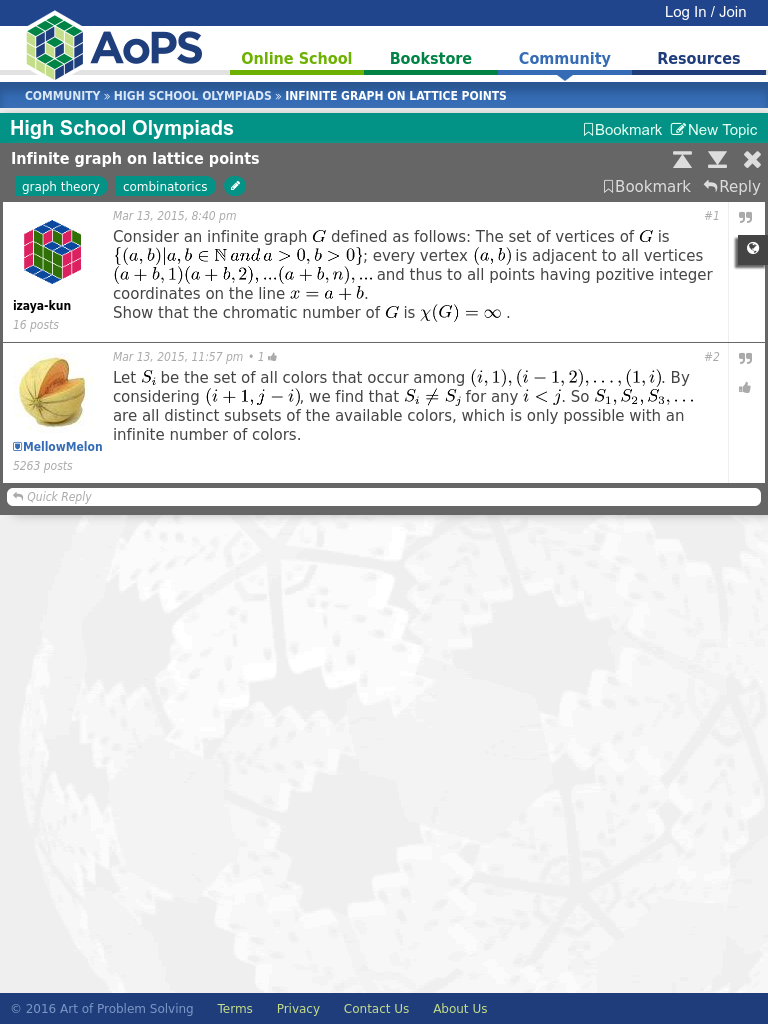 Log In / Join
AoPS
Online School Bookstore Community Resources
COMMUNITY » HIGH SCHOOL OLYMPIADS » INFINITE GRAPH ON LATTICE POINTS
High School Olympiads Bookmark New Topic
Infinite graph on lattice points
graph theory combinatorics Bookmark Reply
Mar 13, 2015, 8:40 pm #1
Consider an infinite graph G defined as follows: The set of vertices of G is
{(a, b)|a, b ∈ ℕ and a > 0, b > 0}; every vertex (a, b) is adjacent to all vertices
(a + b, 1)(a + b, 2), ...(a + b, n), ... and thus to all points having pozitive integer
coordinates on the line x = a + b.
Show that the chromatic number of G is χ(G) = ∞ .
izaya-kun
16 posts
Mar 13, 2015, 11:57 pm • 1 #2
Let S_i be the set of all colors that occur among (i, 1), (i − 1, 2), . . . , (1, i). By
considering (i + 1, j − i), we find that S_i ≠ S_j for any i < j. So S_1, S_2, S_3, . . .
are all distinct subsets of the available colors, which is only possible with an
infinite number of colors.
MellowMelon
5263 posts
Quick Reply
© 2016 Art of Problem Solving Terms Privacy Contact Us About Us